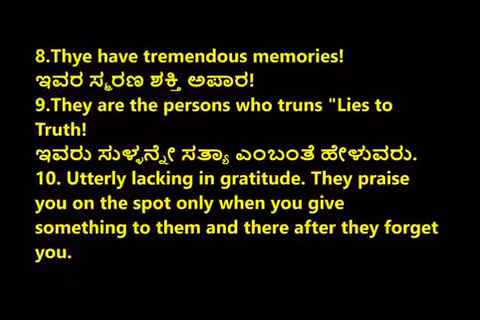 8.Thye have tremendous memories!
ಇವರ ಸ್ಮರಣ ಶಕ್ತಿ ಅಪಾರ!
9.They are the persons who truns "Lies to
Truth!
ಇವರು ಸುಳ್ಳನ್ನೇ ಸತ್ಯಾ ಎಂಬಂತೆ ಹೇಳುವರು.
10. Utterly lacking in gratitude. They praise
you on the spot only when you give
something to them and there after they forget
you.